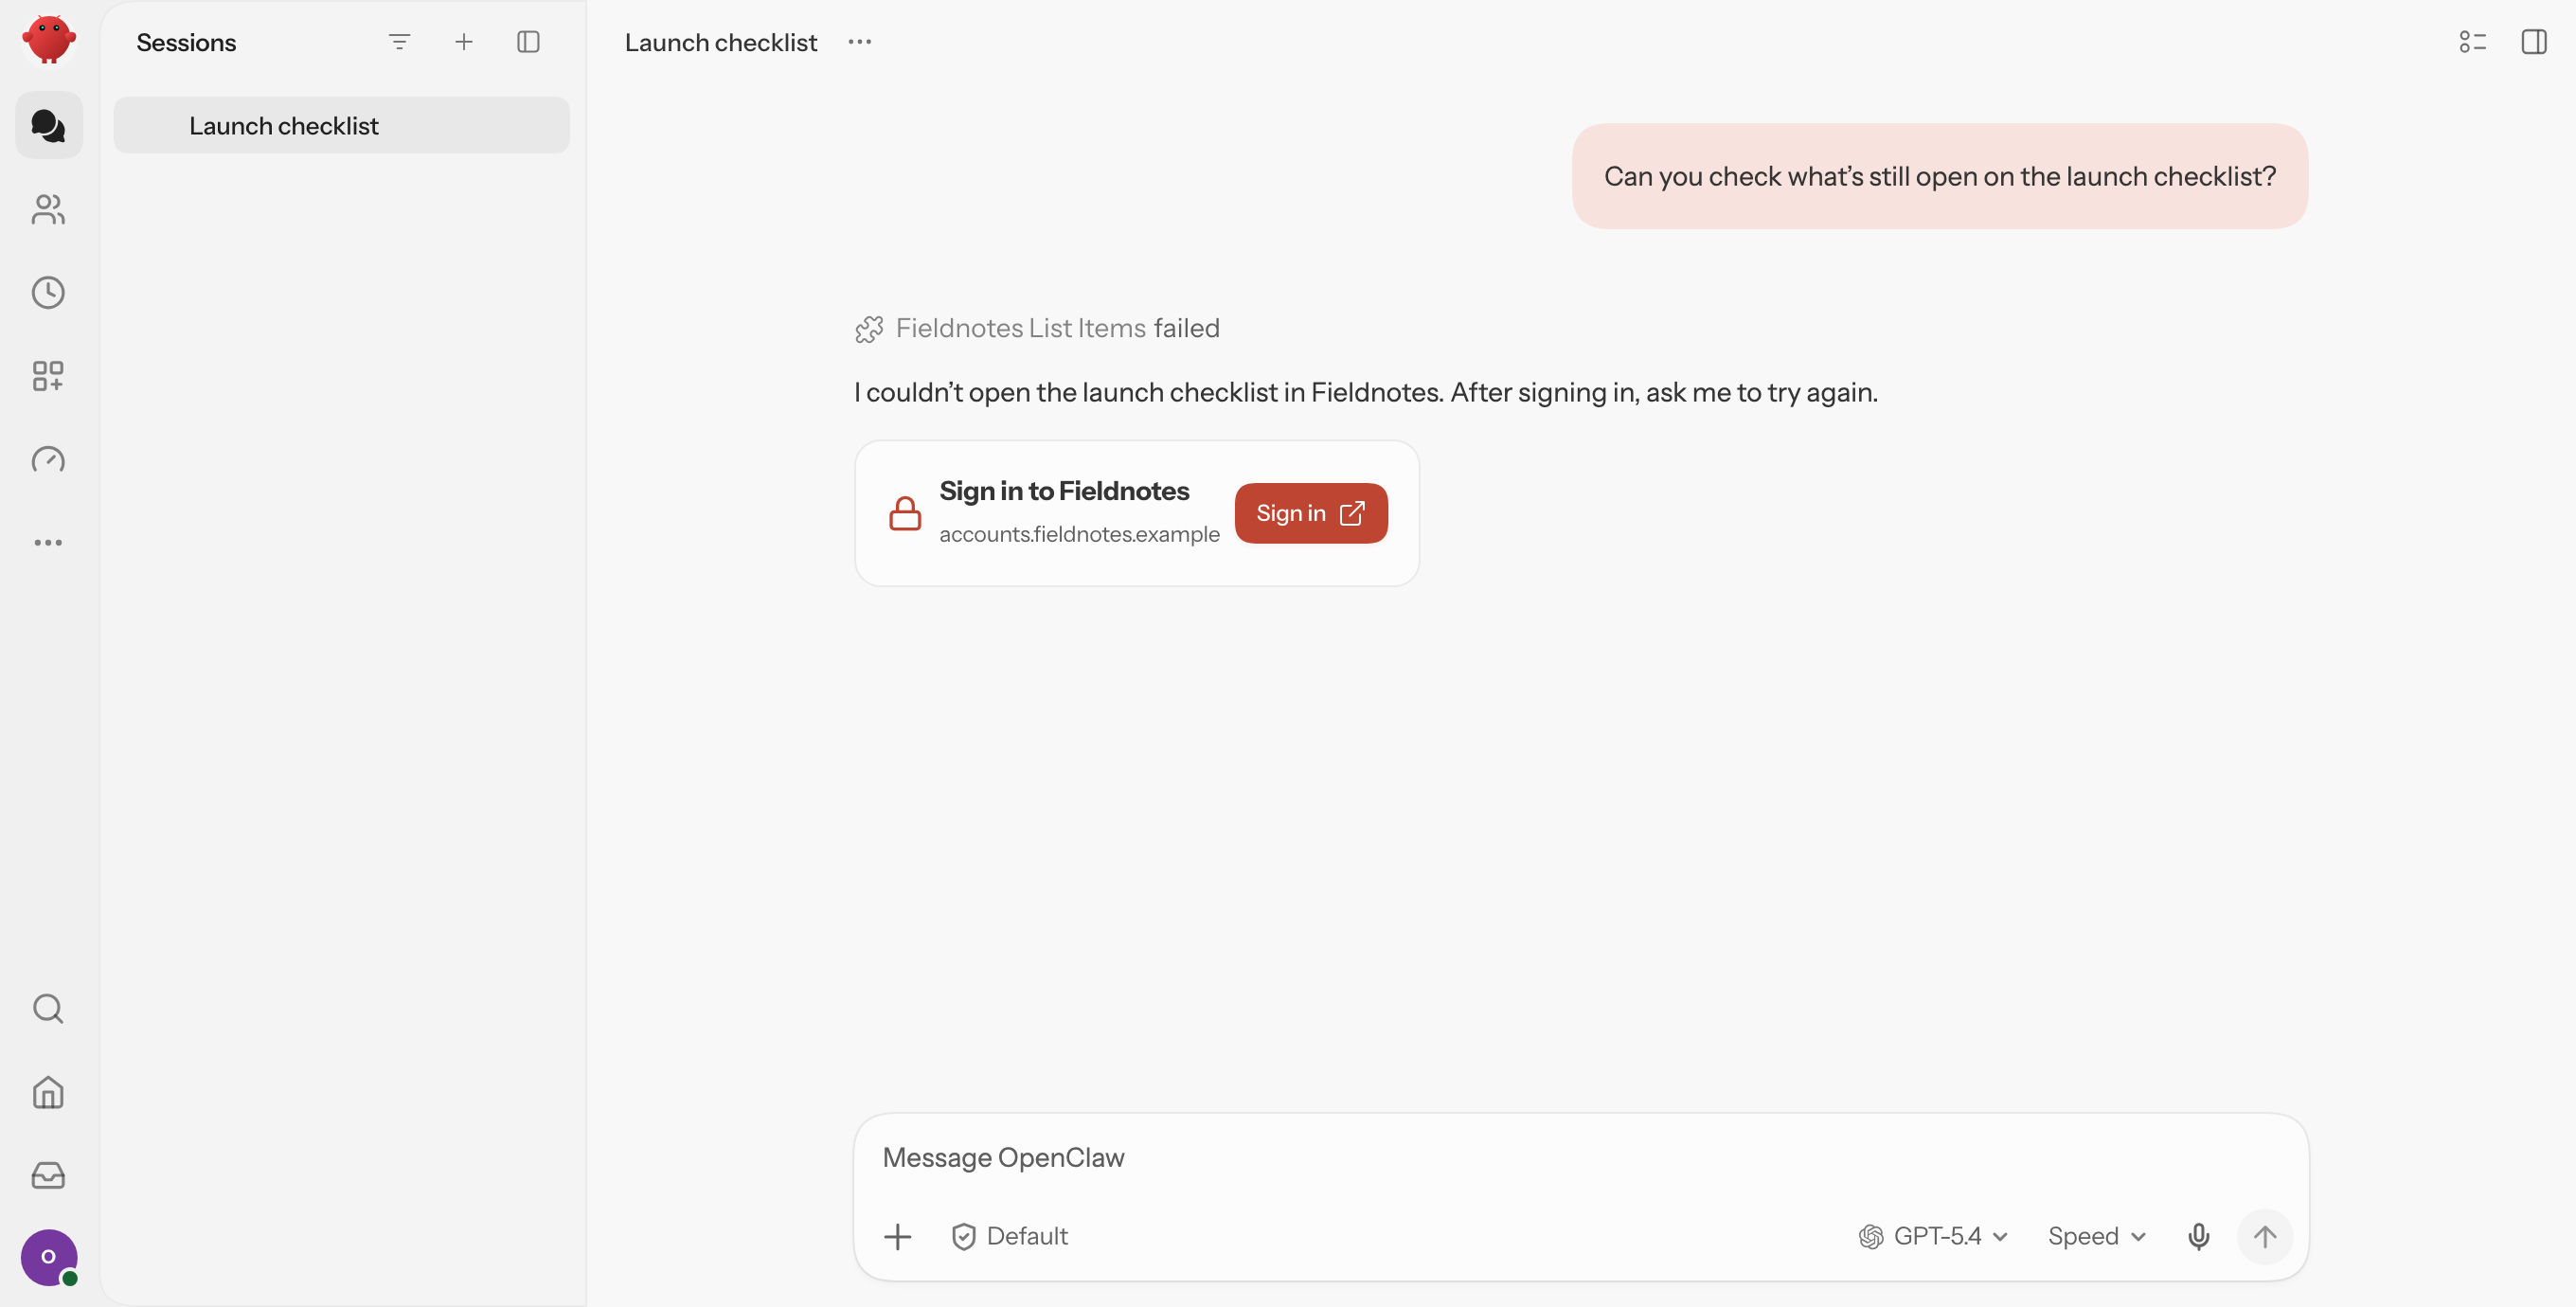 Sessions
Launch checklist
Launch checklist
Can you check what's still open on the launch checklist?
Fieldnotes List Items failed
I couldn't open the launch checklist in Fieldnotes. After signing in, ask me to try again.
Sign in to Fieldnotes
accounts.fieldnotes.example
Sign in
Message OpenClaw
Default
GPT-5.4
Speed
O